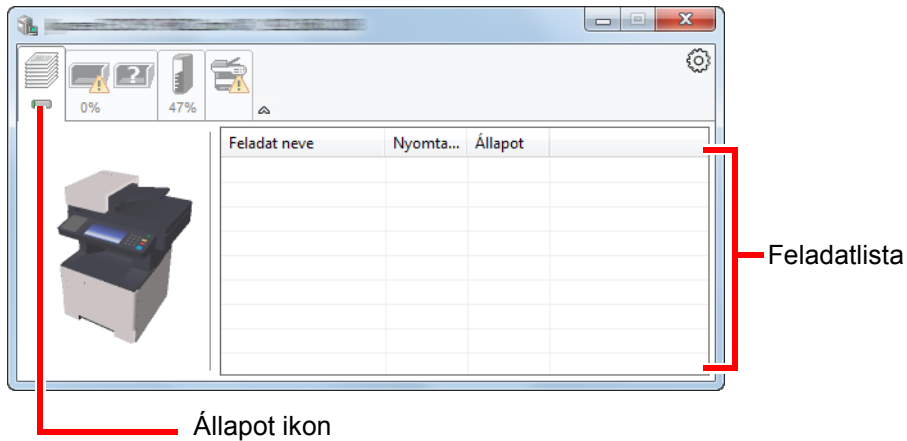 0%
?
47%
Feladat neve Nyomta... Állapot
Feladatlista
Állapot ikon